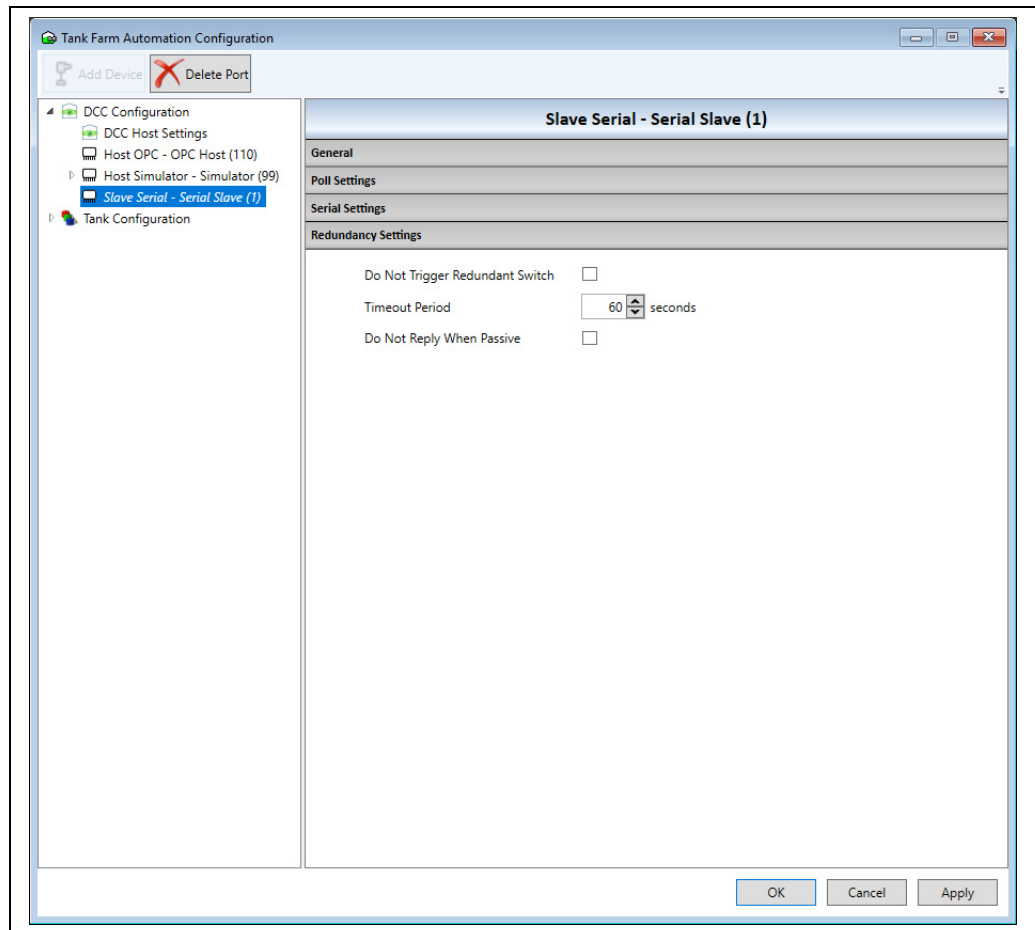 Tank Farm Automation Configuration
Add Device
Delete Port
DCC Configuration
DCC Host Settings
Host OPC - OPC Host (110)
Host Simulator - Simulator (99)
Slave Serial - Serial Slave (1)
Tank Configuration
Slave Serial - Serial Slave (1)
General
Poll Settings
Serial Settings
Redundancy Settings
Do Not Trigger Redundant Switch
Timeout Period 60 seconds
Do Not Reply When Passive
OK Cancel Apply